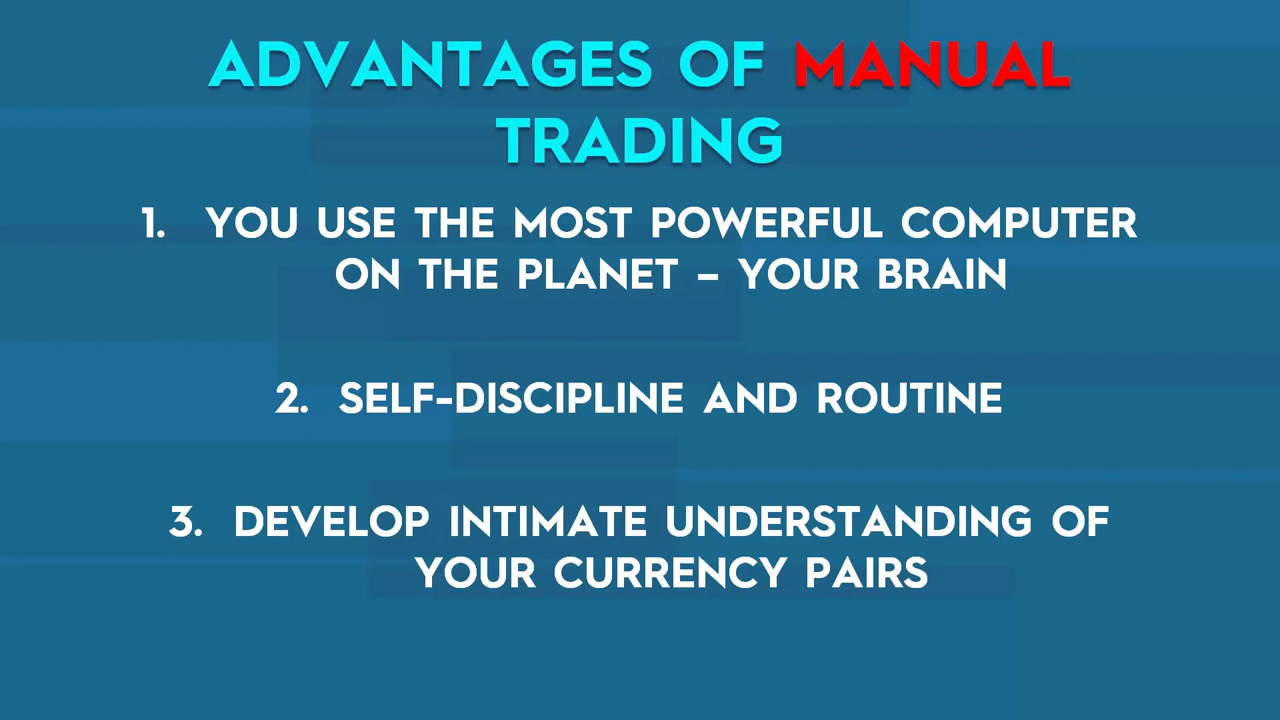 ADVANTAGES OF MANUAL
TRADING
1. YOU USE THE MOST POWERFUL COMPUTER
ON THE PLANET – YOUR BRAIN
2. SELF-DISCIPLINE AND ROUTINE
3. DEVELOP INTIMATE UNDERSTANDING OF
YOUR CURRENCY PAIRS